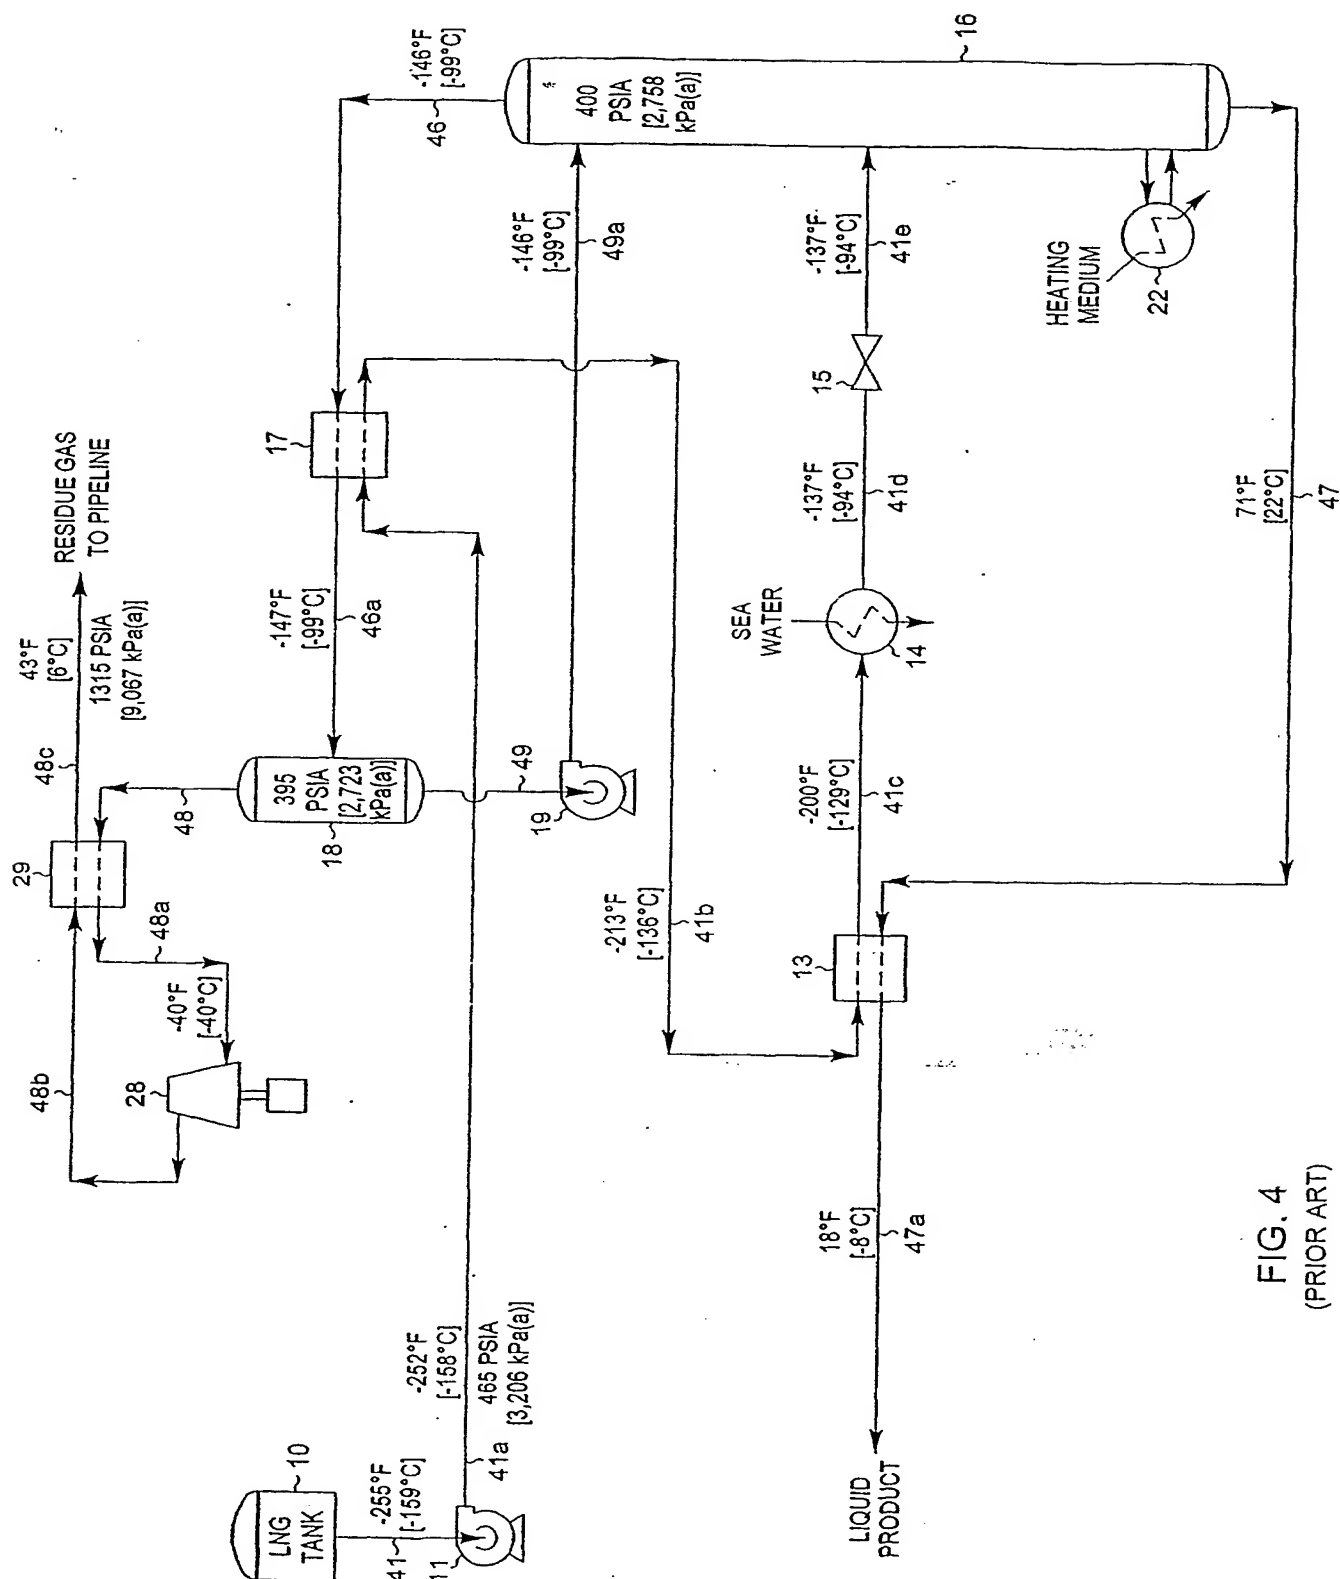 -146°F
[-99°C]
46
16
400
PSIA
[2,758
kPa(a)]
-146°F
[-99°C]
49a
-137°F
[-94°C]
41e
HEATING
MEDIUM
22
15
17
RESIDUE GAS
TO PIPELINE
43°F
[6°C]
1315 PSIA
[9,067 kPa(a)]
48c
-147°F
[-99°C]
46a
-137°F
[-94°C]
41d
71°F
[22°C]
47
SEA
WATER
14
395
PSIA
[2,723
kPa(a)]
18
48
49
19
-200°F
[-129°C]
41c
29
48a
-40°F
[-40°C]
48b
28
-213°F
[-136°C]
41b
13
18°F
[-8°C]
47a
-252°F
[-158°C]
465 PSIA
[3,206 kPa(a)]
41a
10
LNG
TANK
-255°F
[-159°C]
41
11
LIQUID
PRODUCT
FIG. 4
(PRIOR ART)